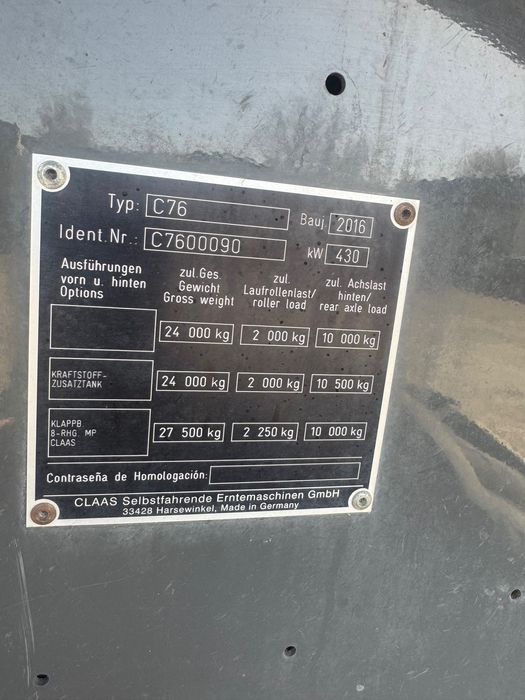 Typ: C76 Bauj. 2016
Ident.Nr.: C7600090 kW 430
Ausführungen
vorn u. hinten
Options
zul.Ges.
Gewicht
Gross weight
zul.
Laufrollenlast/
roller load
zul. Achslast
hinten/
rear axle load
24 000 kg 2 000 kg 10 000 kg
KRAFTSTOFF-
ZUSATZTANK
24 000 kg 2 000 kg 10 500 kg
KLAPPB.
8-RHG. MP
CLAAS
27 500 kg 2 250 kg 10 000 kg
Contraseña de Homologación:
CLAAS Selbstfahrende Erntemaschinen GmbH
33428 Harsewinkel, Made in Germany